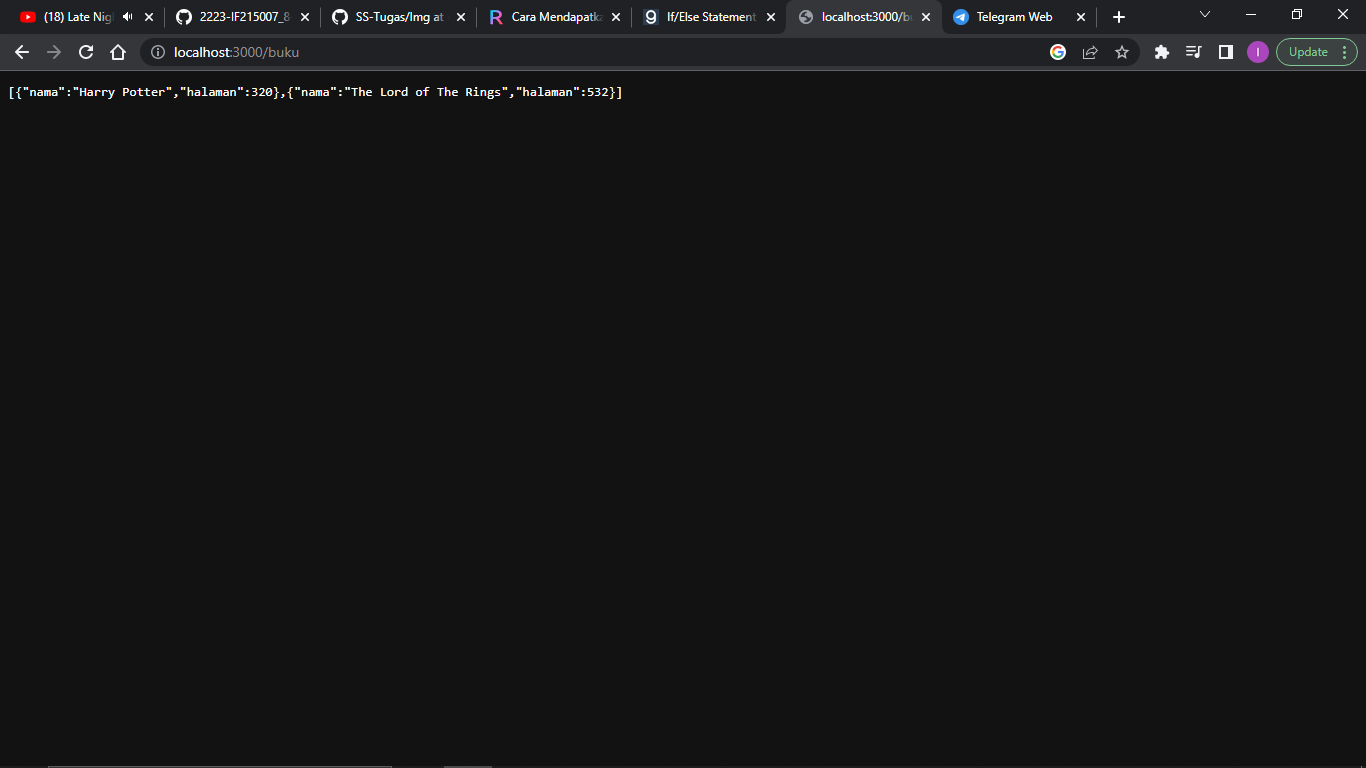 (18) Late Nig
2223-IF215007_8
SS-Tugas/Img at
Cara Mendapatka
If/Else Statement
localhost:3000/bu
Telegram Web
localhost:3000/buku
I
Update
[{"nama":"Harry Potter","halaman":320},{"nama":"The Lord of The Rings","halaman":532}]